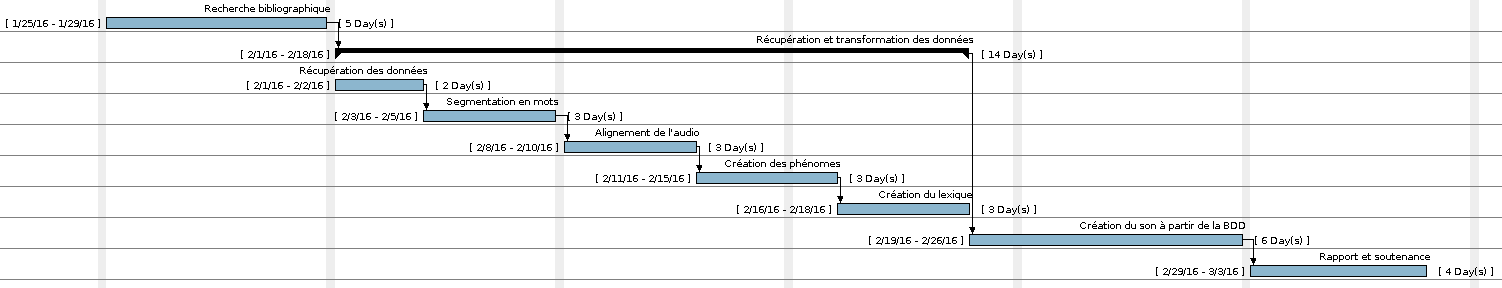 Recherche bibliographique
[ 1/25/16 - 1/29/16 ] [ 5 Day(s) ]
Récupération et transformation des données
[ 2/1/16 - 2/18/16 ] [ 14 Day(s) ]
Récupération des données
[ 2/1/16 - 2/2/16 ] [ 2 Day(s) ]
Segmentation en mots
[ 2/3/16 - 2/5/16 ] [ 3 Day(s) ]
Alignement de l'audio
[ 2/8/16 - 2/10/16 ] [ 3 Day(s) ]
Création des phénomes
[ 2/11/16 - 2/15/16 ] [ 3 Day(s) ]
Création du lexique
[ 2/16/16 - 2/18/16 ] [ 3 Day(s) ]
Création du son à partir de la BDD
[ 2/19/16 - 2/26/16 ] [ 6 Day(s) ]
Rapport et soutenance
[ 2/29/16 - 3/3/16 ] [ 4 Day(s) ]